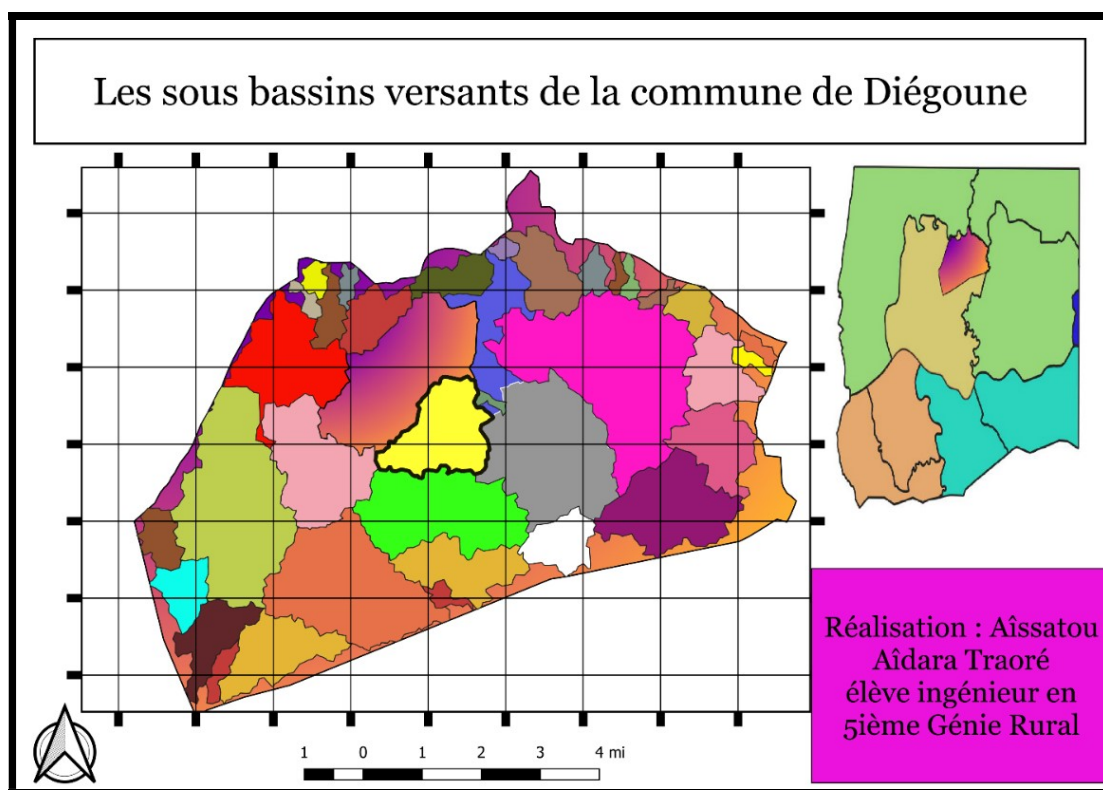 Les sous bassins versants de la commune de Diégoune
Réalisation : Aîssatou
Aîdara Traoré
élève ingénieur en
5ième Génie Rural
1 0 1 2 3 4 mi